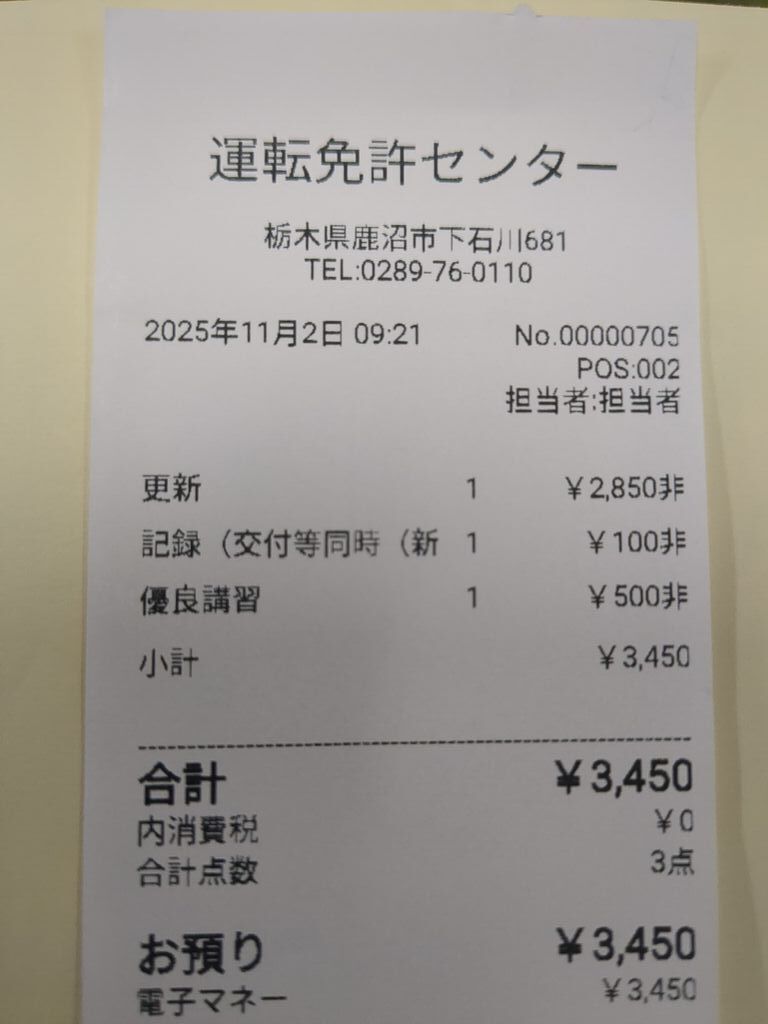 運転免許センター
栃木県鹿沼市下石川681
TEL:0289-76-0110
2025年11月2日 09:21 No.00000705
POS:002
担当者:担当者
更新 1 ￥2,850非
記録（交付等同時（新 1 ￥100非
優良講習 1 ￥500非
小計 ￥3,450
合計 ￥3,450
内消費税 ￥0
合計点数 3点
お預り ￥3,450
電子マネー ￥3,450